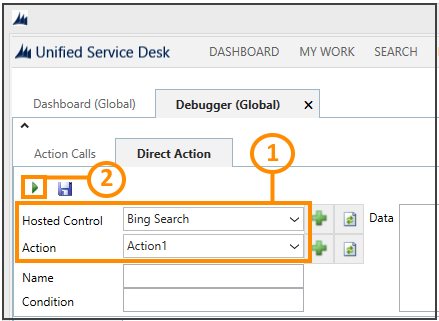 Unified Service Desk DASHBOARD MY WORK SEARCH
Dashboard (Global) Debugger (Global) x
Action Calls Direct Action
1
2
Hosted Control Bing Search Data
Action Action1
Name
Condition